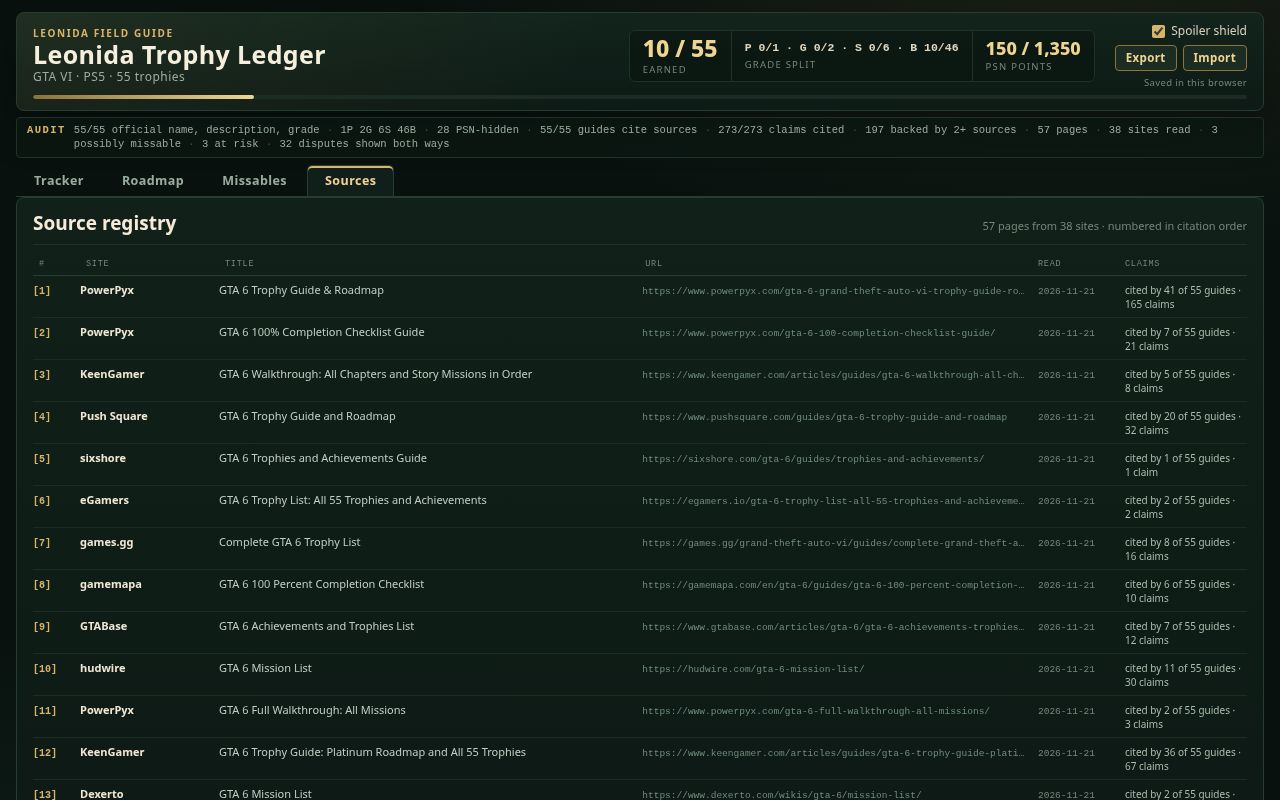 LEONIDA FIELD GUIDE
Leonida Trophy Ledger
GTA VI · PS5 · 55 trophies
10 / 55
EARNED
P 0/1 · G 0/2 · S 0/6 · B 10/46
GRADE SPLIT
150 / 1,350
PSN POINTS
Spoiler shield
Export
Import
Saved in this browser
AUDIT 55/55 official name, description, grade · 1P 2G 6S 46B · 28 PSN-hidden · 55/55 guides cite sources · 273/273 claims cited · 197 backed by 2+ sources · 57 pages · 38 sites read · 3
possibly missable · 3 at risk · 32 disputes shown both ways
Tracker Roadmap Missables Sources
Source registry
57 pages from 38 sites · numbered in citation order
# SITE TITLE URL READ CLAIMS
[1] PowerPyx GTA 6 Trophy Guide & Roadmap https://www.powerpyx.com/gta-6-grand-theft-auto-vi-trophy-guide-ro… 2026-11-21 cited by 41 of 55 guides ·
165 claims
[2] PowerPyx GTA 6 100% Completion Checklist Guide https://www.powerpyx.com/gta-6-100-completion-checklist-guide/ 2026-11-21 cited by 7 of 55 guides ·
21 claims
[3] KeenGamer GTA 6 Walkthrough: All Chapters and Story Missions in Order https://www.keengamer.com/articles/guides/gta-6-walkthrough-all-ch… 2026-11-21 cited by 5 of 55 guides ·
8 claims
[4] Push Square GTA 6 Trophy Guide and Roadmap https://www.pushsquare.com/guides/gta-6-trophy-guide-and-roadmap 2026-11-21 cited by 20 of 55 guides ·
32 claims
[5] sixshore GTA 6 Trophies and Achievements Guide https://sixshore.com/gta-6/guides/trophies-and-achievements/ 2026-11-21 cited by 1 of 55 guides ·
1 claim
[6] eGamers GTA 6 Trophy List: All 55 Trophies and Achievements https://egamers.io/gta-6-trophy-list-all-55-trophies-and-achieveme… 2026-11-21 cited by 2 of 55 guides ·
2 claims
[7] games.gg Complete GTA 6 Trophy List https://games.gg/grand-theft-auto-vi/guides/complete-grand-theft-a… 2026-11-21 cited by 8 of 55 guides ·
16 claims
[8] gamemapa GTA 6 100 Percent Completion Checklist https://gamemapa.com/en/gta-6/guides/gta-6-100-percent-completion-… 2026-11-21 cited by 6 of 55 guides ·
10 claims
[9] GTABase GTA 6 Achievements and Trophies List https://www.gtabase.com/articles/gta-6/gta-6-achievements-trophies… 2026-11-21 cited by 7 of 55 guides ·
12 claims
[10] hudwire GTA 6 Mission List https://hudwire.com/gta-6-mission-list/ 2026-11-21 cited by 11 of 55 guides ·
30 claims
[11] PowerPyx GTA 6 Full Walkthrough: All Missions https://www.powerpyx.com/gta-6-full-walkthrough-all-missions/ 2026-11-21 cited by 2 of 55 guides ·
3 claims
[12] KeenGamer GTA 6 Trophy Guide: Platinum Roadmap and All 55 Trophies https://www.keengamer.com/articles/guides/gta-6-trophy-guide-plati… 2026-11-21 cited by 36 of 55 guides ·
67 claims
[13] Dexerto GTA 6 Mission List https://www.dexerto.com/wikis/gta-6/mission-list/ 2026-11-21 cited by 2 of 55 guides ·